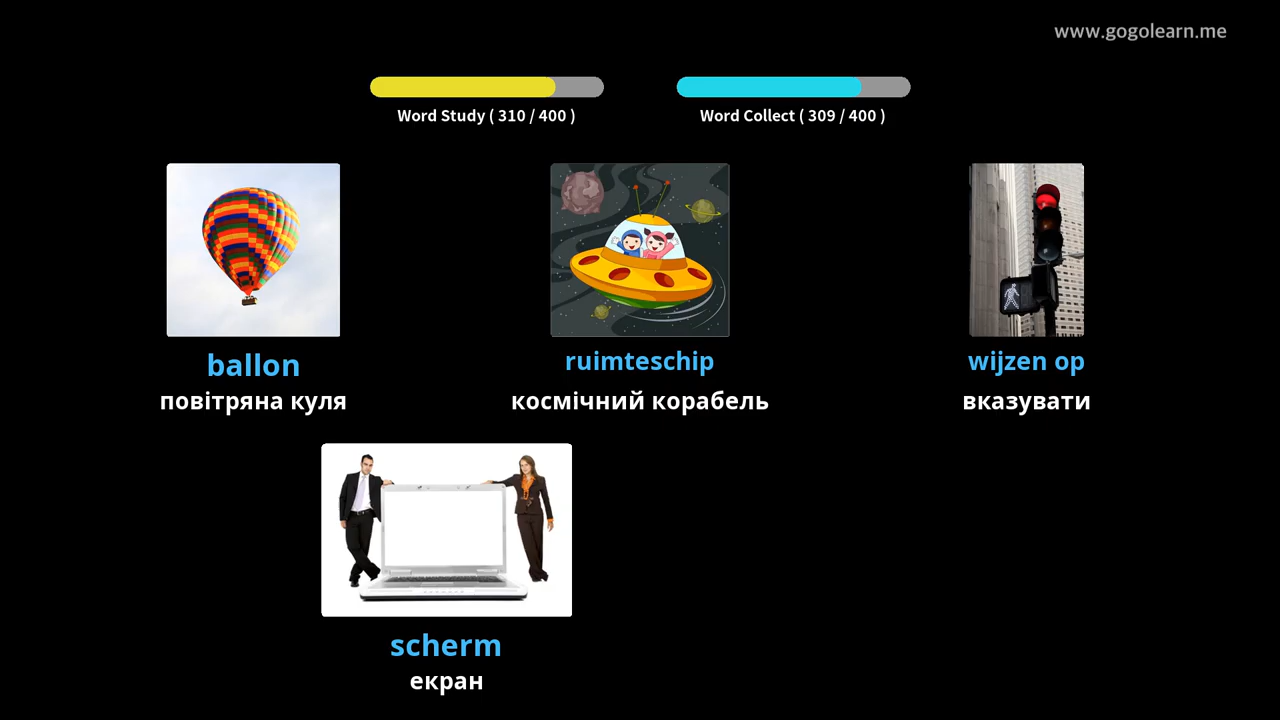 www.gogolearn.me
Word Study ( 310 / 400 )
Word Collect ( 309 / 400 )
ballon
повітряна куля
ruimteschip
космічний корабель
wijzen op
вказувати
scherm
екран